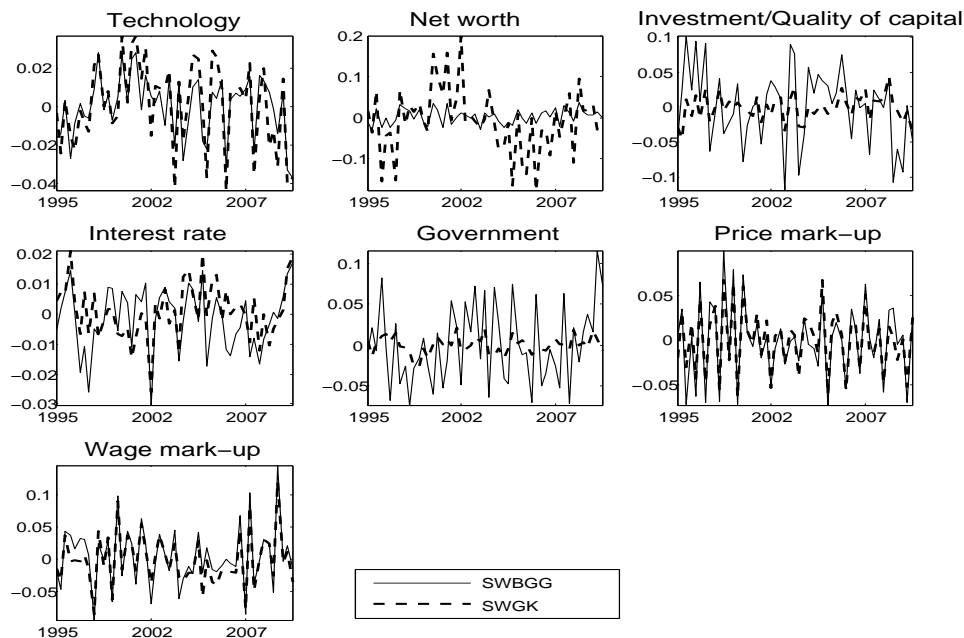 Technology
0.02
0
−0.02
−0.04
1995 2002 2007
Net worth
0.2
0.1
0
−0.1
1995 2002 2007
Investment/Quality of capital
0.1
0.05
0
−0.05
−0.1
1995 2002 2007
Interest rate
0.02
0.01
0
−0.01
−0.02
−0.03
1995 2002 2007
Government
0.1
0.05
0
−0.05
1995 2002 2007
Price mark−up
0.05
0
−0.05
1995 2002 2007
Wage mark−up
0.1
0.05
0
−0.05
1995 2002 2007
SWBGG
SWGK